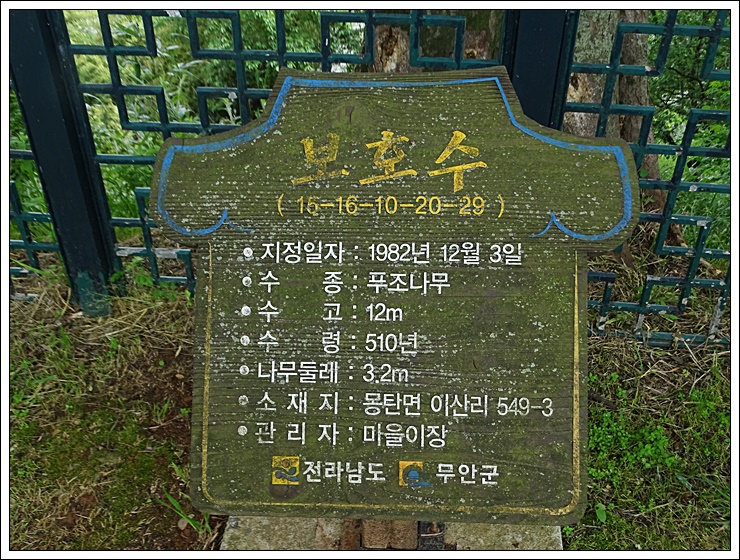 보호수
( 15-16-10-20-29 )
지정일자 : 1982년 12월 3일
수 종 : 푸조나무
수 고 : 12m
수 령 : 510년
나무둘레 : 3.2m
소 재 지 : 몽탄면 이산리 549-3
관 리 자 : 마을이장
전라남도 무안군